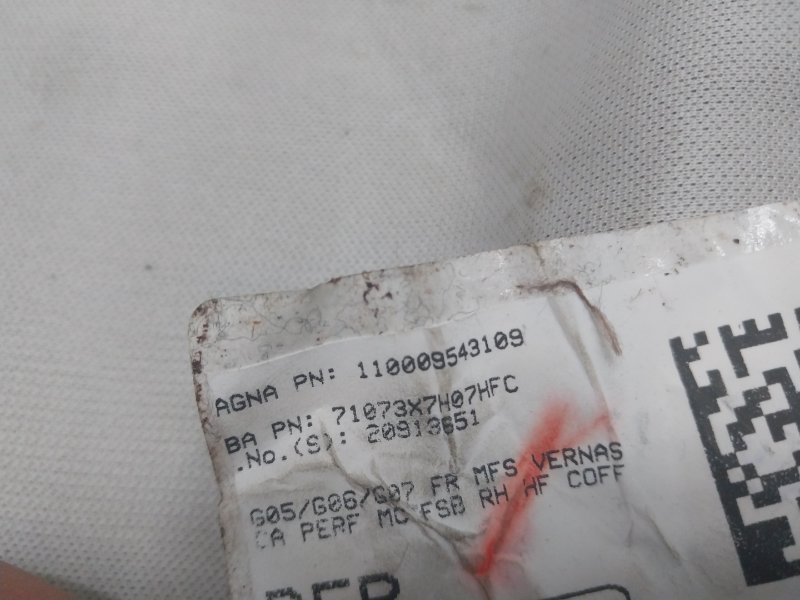 AGNA PN: 110009543109
BA PN: 71073X7H07HFC
.No.(S): 20913651
G05/G06/G07 FR MFS VERNAS
CA PERF MC FSB RH HF COFF